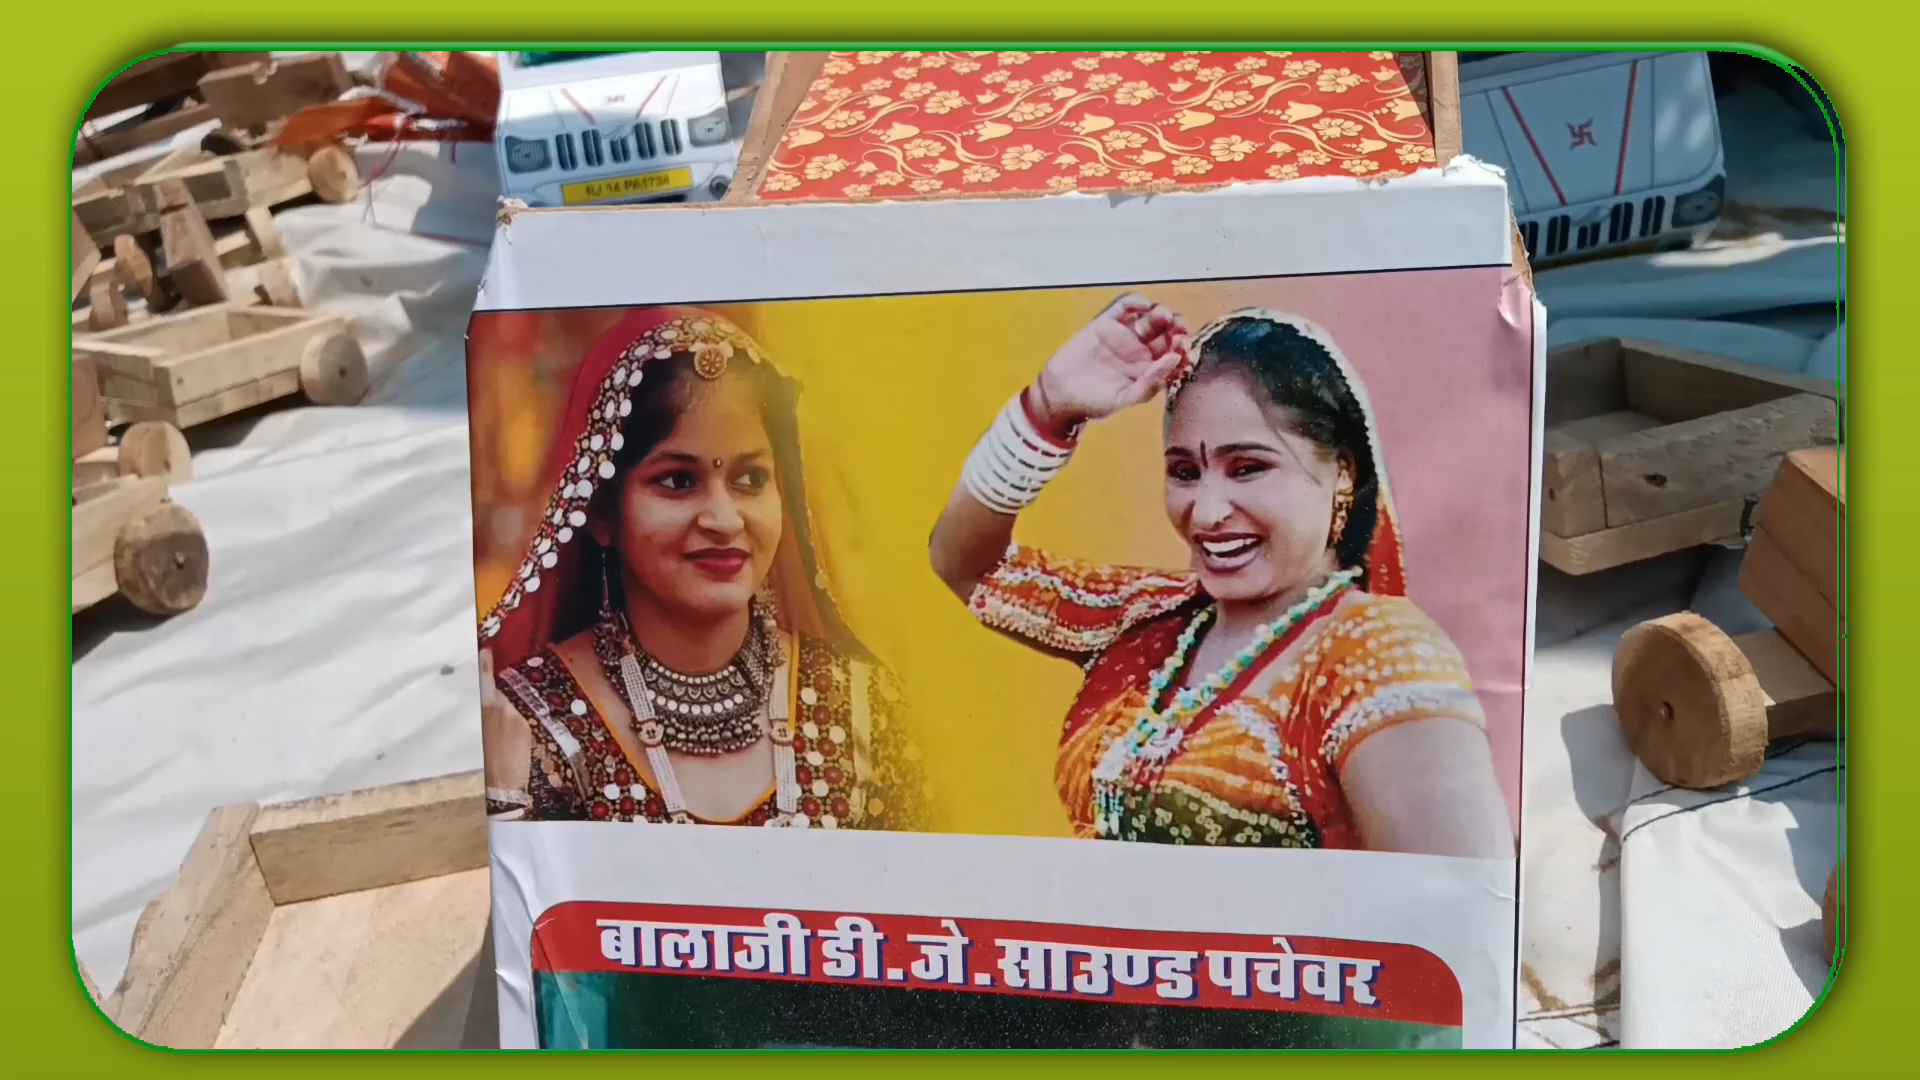 बालाजी डी.जे.साउण्ड पचेवर